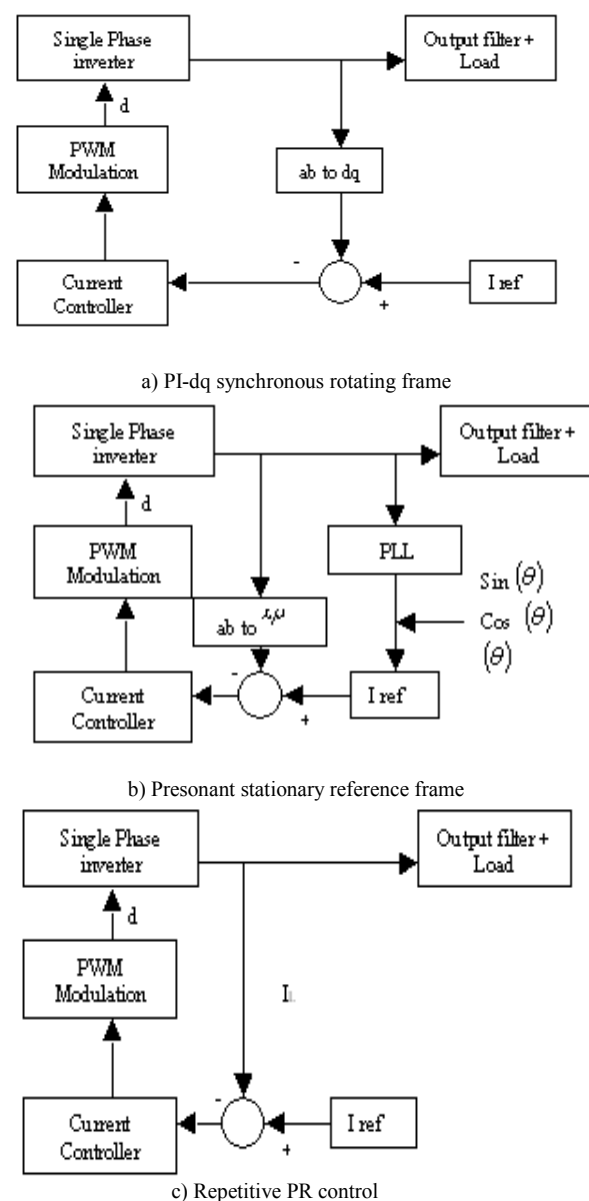 Single Phase
inverter
Output filter +
Load
d
PWM
Modulation
ab to dq
-
+
Current
Controller
I ref
a) PI-dq synchronous rotating frame
Single Phase
inverter
Output filter +
Load
d
PWM
Modulation
PLL
Sin (θ)
Cos (θ)
(θ)
ab to
-
+
Current
Controller
I ref
b) Presonant stationary reference frame
Single Phase
inverter
Output filter +
Load
d
PWM
Modulation
I
-
+
Current
Controller
I ref
c) Repetitive PR control